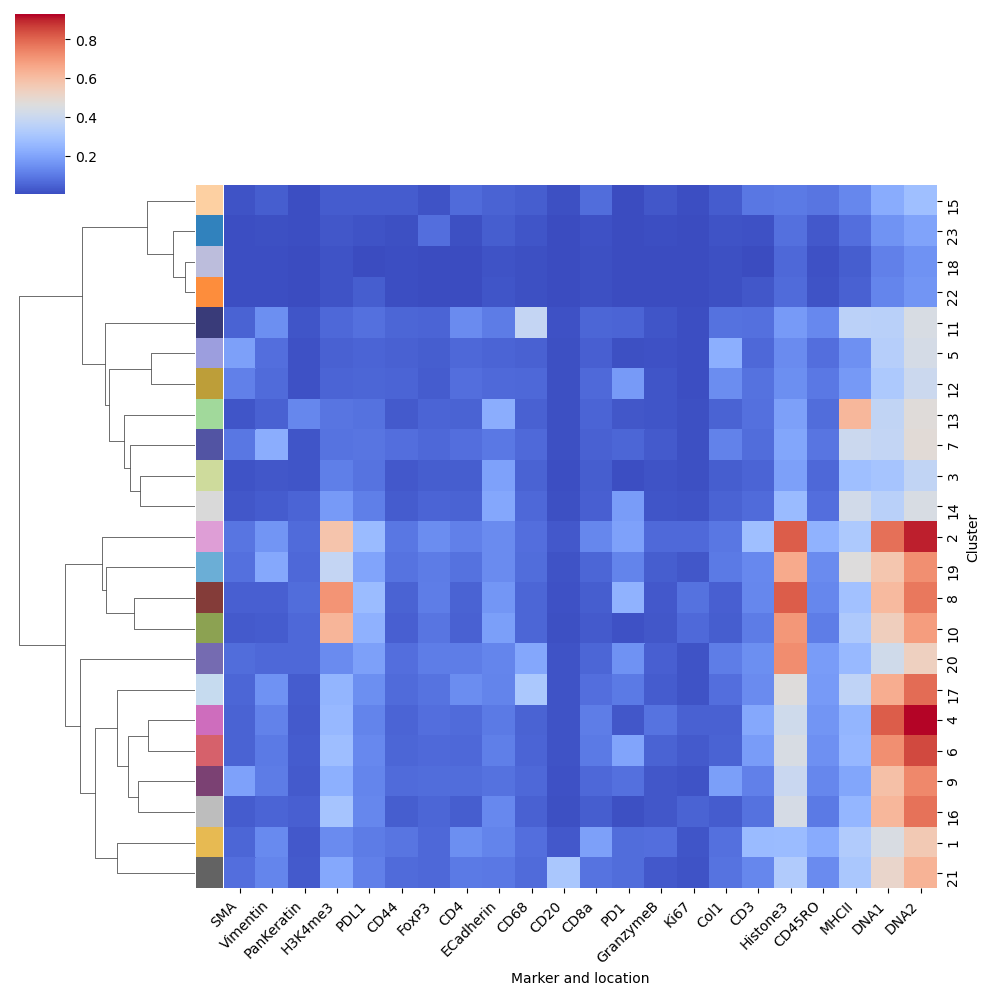 0.8
0.6
0.4
0.2
15
23
18
22
11
5
12
13
7
3
14
2
19
8
10
20
17
4
6
9
16
1
21
Cluster
SMA
Vimentin
PanKeratin
H3K4me3
PDL1
CD44
FoxP3
CD4
ECadherin
CD68
CD20
CD8a
PD1
GranzymeB
Ki67
Col1
CD3
Histone3
CD45RO
MHCII
DNA1
DNA2
Marker and location